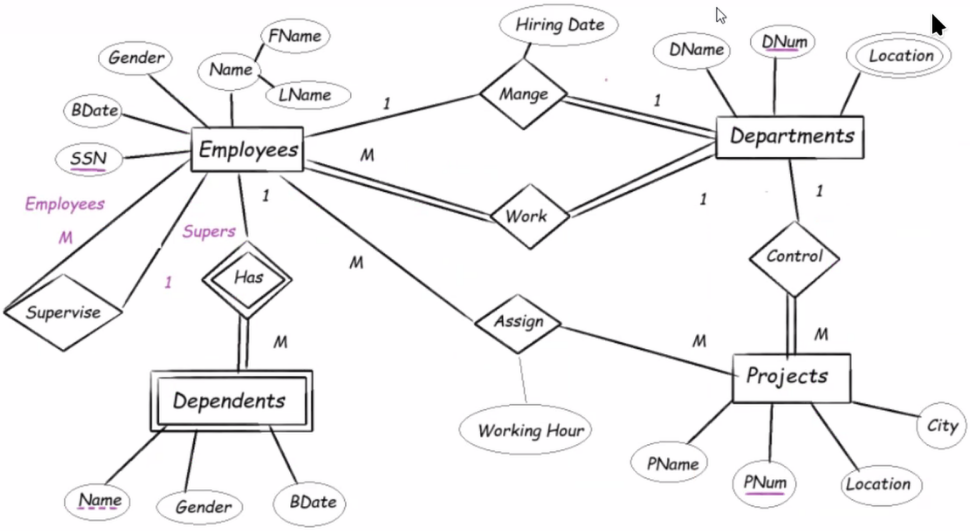 Hiring Date
FName
DName
DNum
Location
Gender
Name
LName
Mange
1
1
BDate
Employees
Departments
M
SSN
1
Work
1
1
Employees
M
Supers
M
Control
1
Has
Supervise
Assign
M
M
M
Projects
Dependents
Working Hour
City
PName
PNum
Location
Name
Gender
BDate